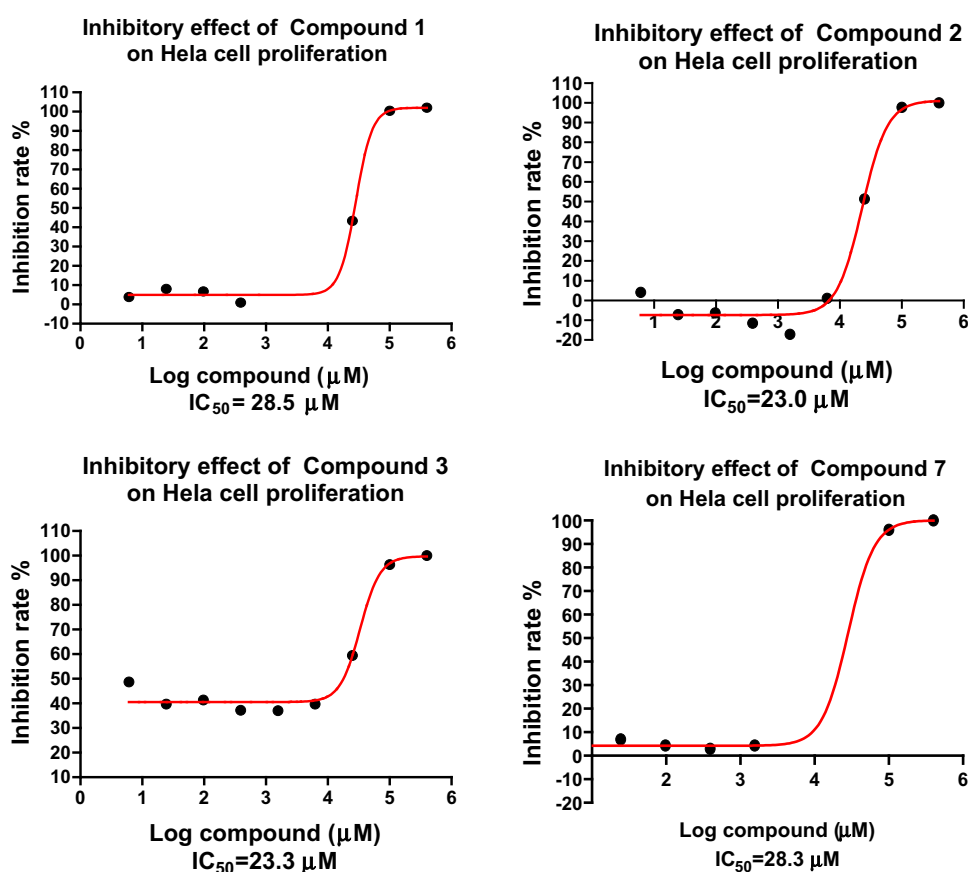 Inhibitory effect of Compound 1
on Hela cell proliferation
110
100
90
80
70
60
50
40
30
20
10
0
-10
Inhibition rate %
0 1 2 3 4 5 6
Log compound (μM)
IC50= 28.5 μM
Inhibitory effect of Compound 2
on Hela cell proliferation
110
100
90
80
70
60
50
40
30
20
10
0
-10
-20
Inhibition rate %
1 2 3 4 5 6
Log compound (μM)
IC50=23.0 μM
Inhibitory effect of Compound 3
on Hela cell proliferation
110
100
90
80
70
60
50
40
30
20
10
Inhibition rate %
0 1 2 3 4 5 6
Log compound (μM)
IC50=23.3 μM
Inhibitory effect of Compound 7
on Hela cell proliferation
100
90
80
70
60
50
40
30
20
10
0
-10
-20
Inhibition rate %
2 3 4 5 6
Log compound (μM)
IC50=28.3 μM